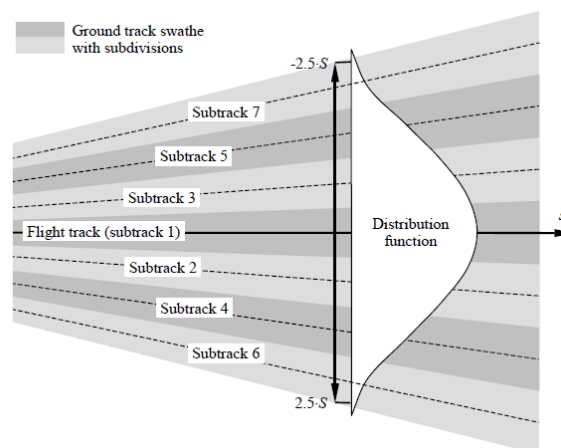 Ground track swathe
with subdivisions
-2.5·S
Subtrack 7
Subtrack 5
Subtrack 3
Flight track (subtrack 1)
Distribution
function
s
Subtrack 2
Subtrack 4
Subtrack 6
2.5·S